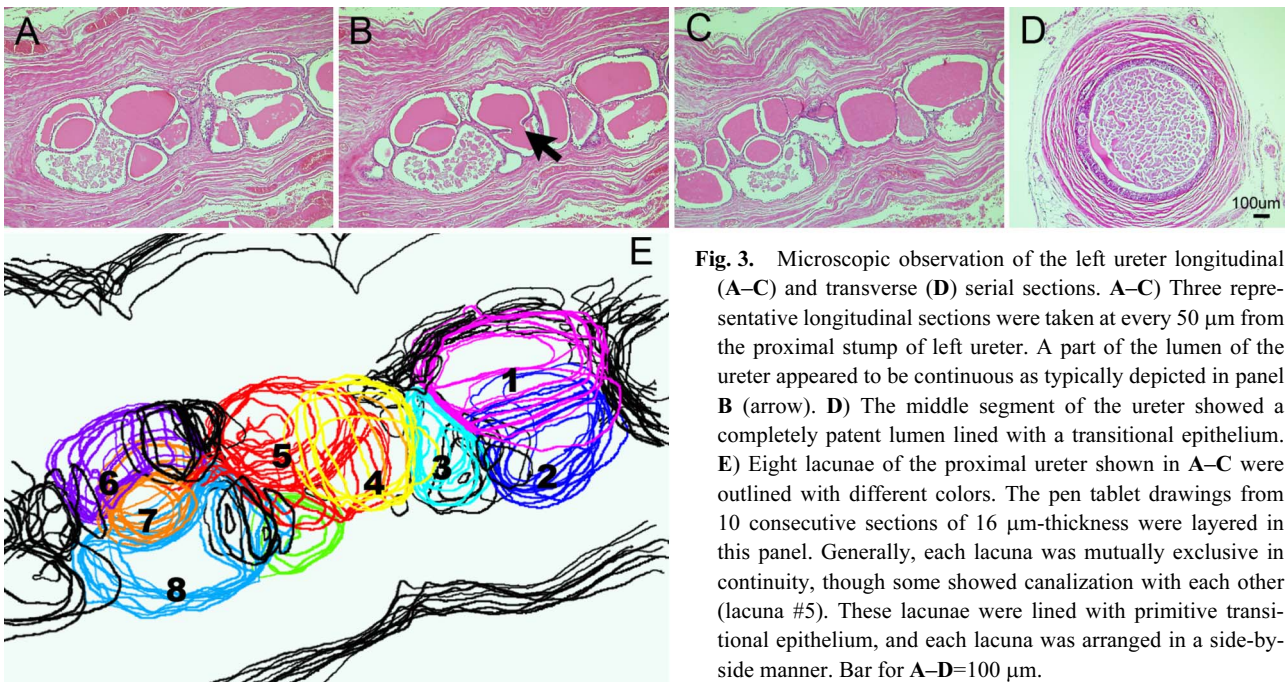 A
B
C
D
100um
E
1
2
3
4
5
6
7
8
Fig. 3. Microscopic observation of the left ureter longitudinal
(A–C) and transverse (D) serial sections. A–C) Three repre-
sentative longitudinal sections were taken at every 50 μm from
the proximal stump of left ureter. A part of the lumen of the
ureter appeared to be continuous as typically depicted in panel
B (arrow). D) The middle segment of the ureter showed a
completely patent lumen lined with a transitional epithelium.
E) Eight lacunae of the proximal ureter shown in A–C were
outlined with different colors. The pen tablet drawings from
10 consecutive sections of 16 μm-thickness were layered in
this panel. Generally, each lacuna was mutually exclusive in
continuity, though some showed canalization with each other
(lacuna #5). These lacunae were lined with primitive transi-
tional epithelium, and each lacuna was arranged in a side-by-
side manner. Bar for A–D=100 μm.